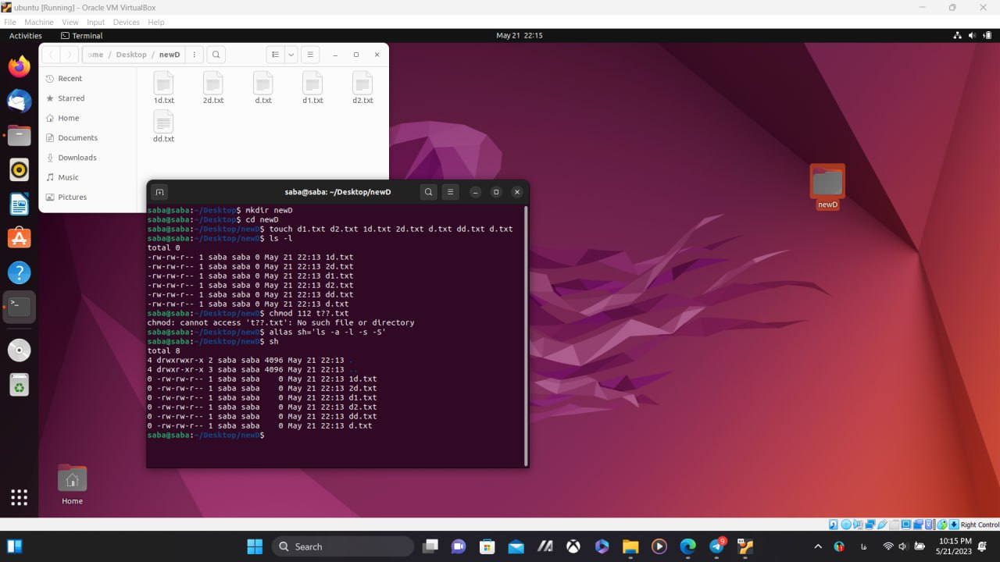 ubuntu [Running] - Oracle VM VirtualBox
File Machine View Input Devices Help
Activities Terminal May 21 22:15
ome / Desktop / newD
Recent
Starred
Home
Documents
Downloads
Music
Pictures
1d.txt 2d.txt d.txt d1.txt d2.txt
dd.txt
newD
saba@saba: ~/Desktop/newD
saba@saba:~/Desktop$ mkdir newD
saba@saba:~/Desktop$ cd newD
saba@saba:~/Desktop/newD$ touch d1.txt d2.txt 1d.txt 2d.txt d.txt dd.txt d.txt
saba@saba:~/Desktop/newD$ ls -l
total 0
-rw-rw-r-- 1 saba saba 0 May 21 22:13 1d.txt
-rw-rw-r-- 1 saba saba 0 May 21 22:13 2d.txt
-rw-rw-r-- 1 saba saba 0 May 21 22:13 d1.txt
-rw-rw-r-- 1 saba saba 0 May 21 22:13 d2.txt
-rw-rw-r-- 1 saba saba 0 May 21 22:13 dd.txt
-rw-rw-r-- 1 saba saba 0 May 21 22:13 d.txt
saba@saba:~/Desktop/newD$ chmod 112 t??.txt
chmod: cannot access 't??.txt': No such file or directory
saba@saba:~/Desktop/newD$ alias sh='ls -a -l -s -S'
saba@saba:~/Desktop/newD$ sh
total 8
4 drwxrwxr-x 2 saba saba 4096 May 21 22:13 .
4 drwxr-xr-x 3 saba saba 4096 May 21 22:13 ..
0 -rw-rw-r-- 1 saba saba    0 May 21 22:13 1d.txt
0 -rw-rw-r-- 1 saba saba    0 May 21 22:13 2d.txt
0 -rw-rw-r-- 1 saba saba    0 May 21 22:13 d1.txt
0 -rw-rw-r-- 1 saba saba    0 May 21 22:13 d2.txt
0 -rw-rw-r-- 1 saba saba    0 May 21 22:13 dd.txt
0 -rw-rw-r-- 1 saba saba    0 May 21 22:13 d.txt
saba@saba:~/Desktop/newD$
Home
Right Control
Search
9
فا
10:15 PM
5/21/2023